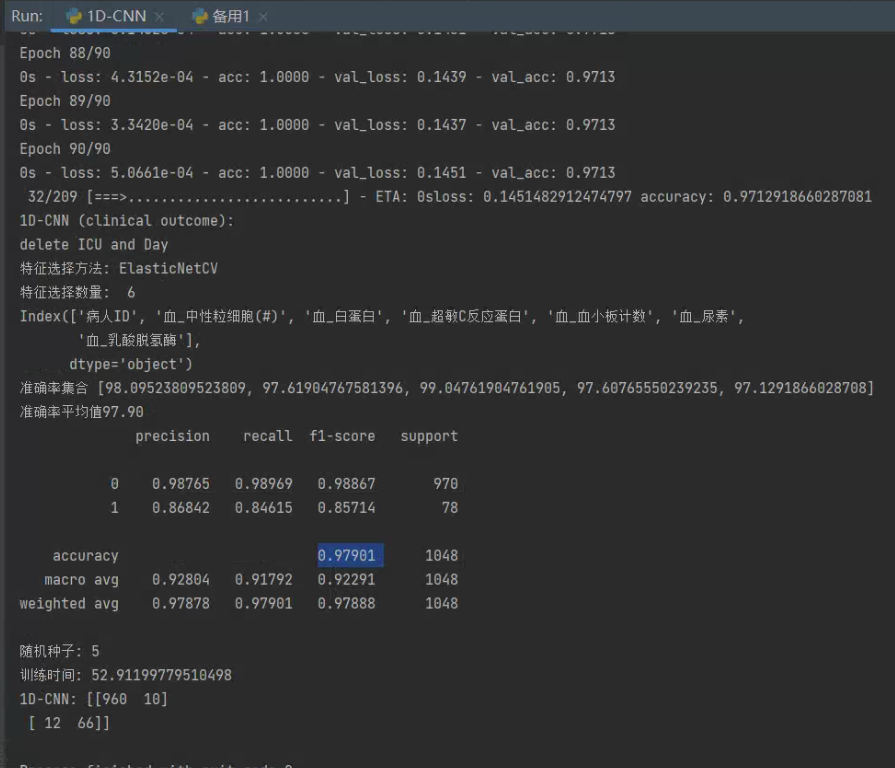 Run: 1D-CNN × 备用1 ×
Epoch 88/90
0s - loss: 4.3152e-04 - acc: 1.0000 - val_loss: 0.1439 - val_acc: 0.9713
Epoch 89/90
0s - loss: 3.3420e-04 - acc: 1.0000 - val_loss: 0.1437 - val_acc: 0.9713
Epoch 90/90
0s - loss: 5.0661e-04 - acc: 1.0000 - val_loss: 0.1451 - val_acc: 0.9713
32/209 [===>..........................] - ETA: 0sloss: 0.1451482912474797 accuracy: 0.9712918660287081
1D-CNN (clinical outcome):
delete ICU and Day
特征选择方法: ElasticNetCV
特征选择数量: 6
Index(['病人ID', '血_中性粒细胞(#)', '血_白蛋白', '血_超敏C反应蛋白', '血_血小板计数', '血_尿素',
'血_乳酸脱氢酶'],
dtype='object')
准确率集合 [98.09523809523809, 97.61904767581396, 99.04761904761905, 97.60765550239235, 97.1291866028708]
准确率平均值97.90
precision recall f1-score support
0 0.98765 0.98969 0.98867 970
1 0.86842 0.84615 0.85714 78
accuracy 0.97901 1048
macro avg 0.92804 0.91792 0.92291 1048
weighted avg 0.97878 0.97901 0.97888 1048
随机种子: 5
训练时间: 52.91199779510498
1D-CNN: [[960 10]
[ 12 66]]